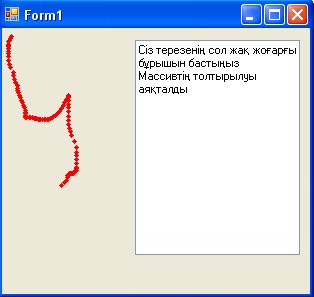 Form1
Сіз терезенің сол жақ жоғарғы
бұрышын бастыңыз
Массивтің толтырылуы
аяқталды